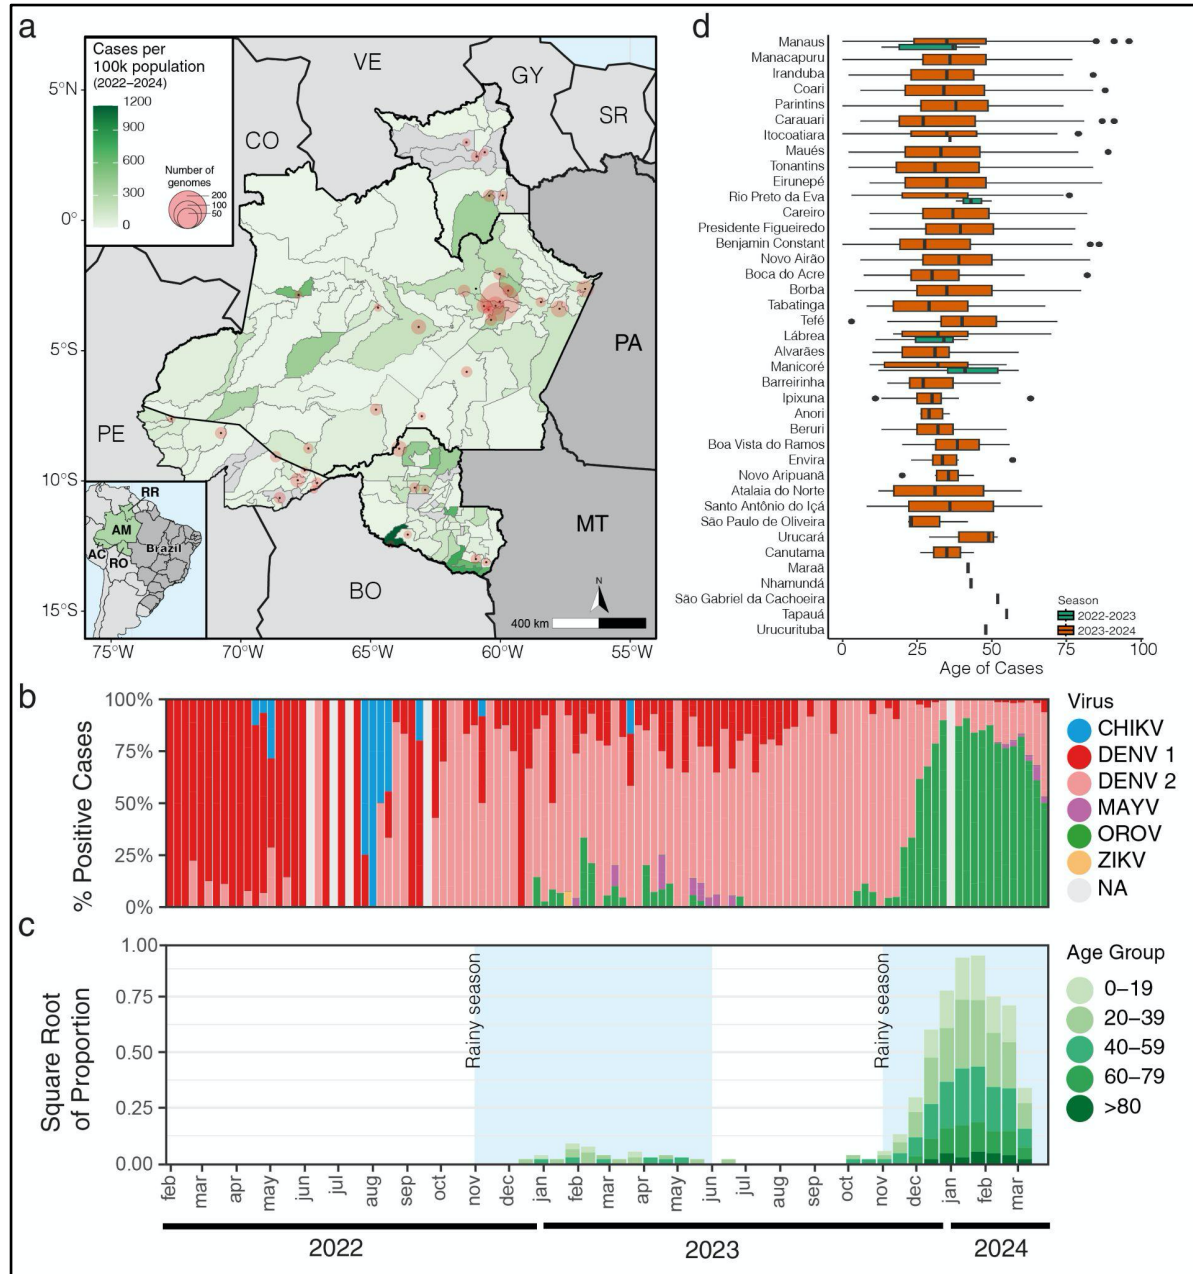 a
Cases per
100k population
(2022–2024)
1200
900
600
300
0
Number of
genomes
200
100
50
VE
GY
SR
CO
PE
PA
MT
BO
5°N
0°
5°S
10°S
15°S
75°W
70°W
65°W
60°W
55°W
RR
AM
AC
RO
Brazil
N
400 km
d
Manaus
Manacapuru
Iranduba
Coari
Parintins
Carauari
Itocoatiara
Maués
Tonantins
Eirunepé
Rio Preto da Eva
Careiro
Presidente Figueiredo
Benjamin Constant
Novo Airão
Boca do Acre
Borba
Tabatinga
Tefé
Lábrea
Alvarães
Manicoré
Barreirinha
Ipixuna
Anori
Beruri
Boa Vista do Ramos
Envira
Novo Aripuanã
Atalaia do Norte
Santo Antônio do Içá
São Paulo de Oliveira
Urucará
Canutama
Maraã
Nhamundá
São Gabriel da Cachoeira
Tapauá
Urucurituba
Season
2022-2023
2023-2024
0 25 50 75 100
Age of Cases
b
% Positive Cases
100%
75%
50%
25%
0%
Virus
CHIKV
DENV 1
DENV 2
MAYV
OROV
ZIKV
NA
c
Square Root
of Proportion
1.00
0.75
0.50
0.25
0.00
Rainy season
Rainy season
Age Group
0–19
20–39
40–59
60–79
>80
feb mar apr may jun jul aug sep oct nov dec jan feb mar apr may jun jul aug sep oct nov dec jan feb mar
2022 2023 2024